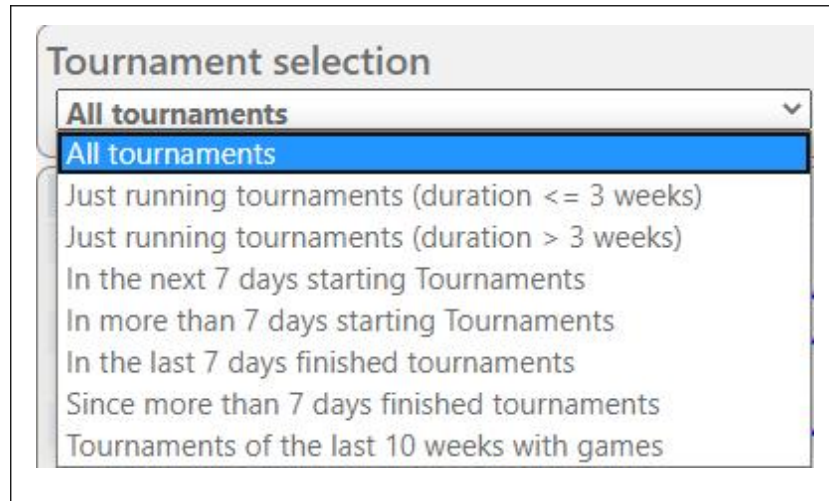 Tournament selection
All tournaments
All tournaments
Just running tournaments (duration <= 3 weeks)
Just running tournaments (duration > 3 weeks)
In the next 7 days starting Tournaments
In more than 7 days starting Tournaments
In the last 7 days finished tournaments
Since more than 7 days finished tournaments
Tournaments of the last 10 weeks with games